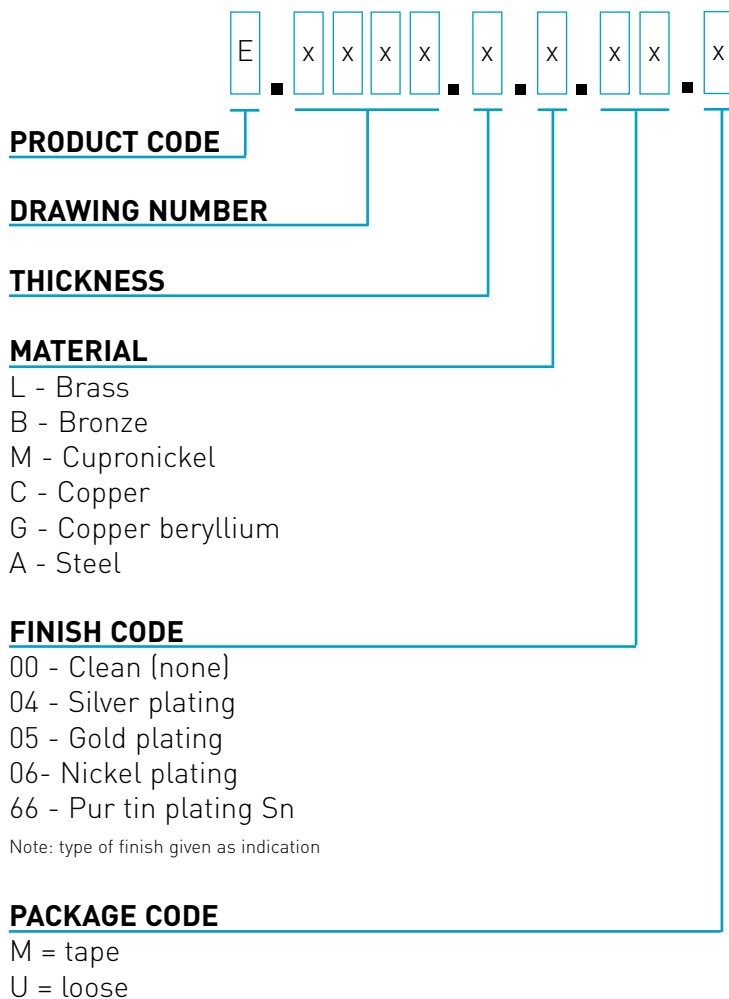 E . x x x x . x . x . x x . x
PRODUCT CODE
DRAWING NUMBER
THICKNESS
MATERIAL
L - Brass
B - Bronze
M - Cupronickel
C - Copper
G - Copper beryllium
A - Steel
FINISH CODE
00 - Clean (none)
04 - Silver plating
05 - Gold plating
06- Nickel plating
66 - Pur tin plating Sn
Note: type of finish given as indication
PACKAGE CODE
M = tape
U = loose